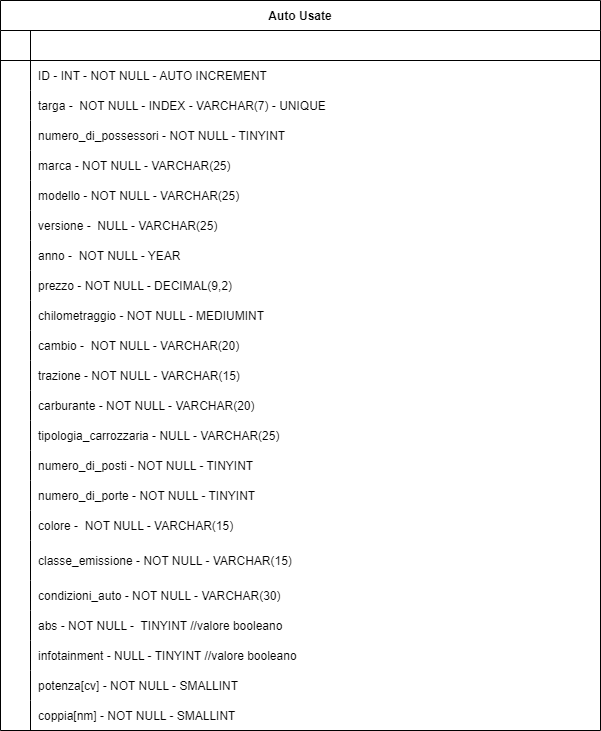 Auto Usate
ID - INT - NOT NULL - AUTO INCREMENT
targa -  NOT NULL - INDEX - VARCHAR(7) - UNIQUE
numero_di_possessori - NOT NULL - TINYINT
marca - NOT NULL - VARCHAR(25)
modello - NOT NULL - VARCHAR(25)
versione -  NULL - VARCHAR(25)
anno -  NOT NULL - YEAR
prezzo - NOT NULL - DECIMAL(9,2)
chilometraggio - NOT NULL - MEDIUMINT
cambio -  NOT NULL - VARCHAR(20)
trazione - NOT NULL - VARCHAR(15)
carburante - NOT NULL - VARCHAR(20)
tipologia_carrozzaria - NULL - VARCHAR(25)
numero_di_posti - NOT NULL - TINYINT
numero_di_porte - NOT NULL - TINYINT
colore -  NOT NULL - VARCHAR(15)
classe_emissione - NOT NULL - VARCHAR(15)
condizioni_auto - NOT NULL - VARCHAR(30)
abs - NOT NULL -  TINYINT //valore booleano
infotainment - NULL - TINYINT //valore booleano
potenza[cv] - NOT NULL - SMALLINT
coppia[nm] - NOT NULL - SMALLINT